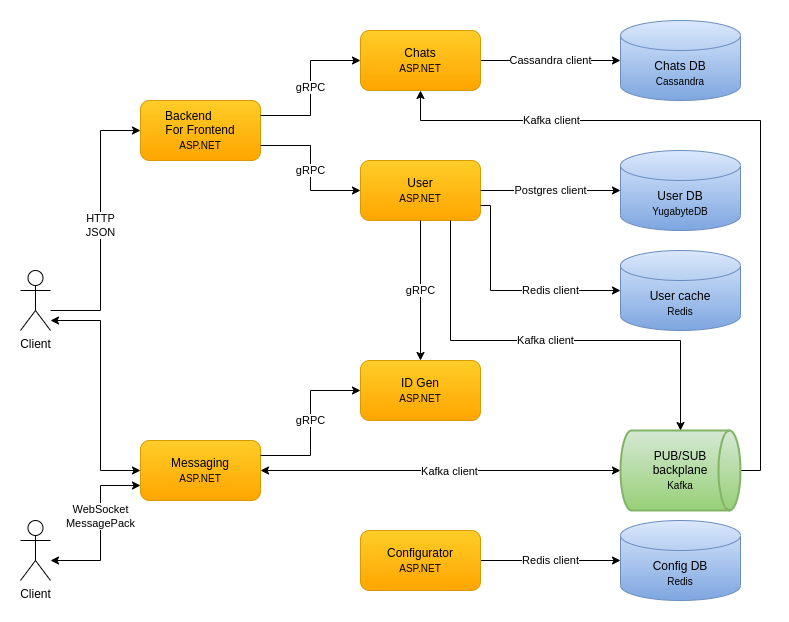 Chats
ASP.NET
Cassandra client
Chats DB
Cassandra
gRPC
Backend
For Frontend
ASP.NET
Kafka client
gRPC
User
ASP.NET
Postgres client
User DB
YugabyteDB
HTTP
JSON
gRPC
Redis client
User cache
Redis
Client
Kafka client
ID Gen
ASP.NET
gRPC
Messaging
ASP.NET
Kafka client
PUB/SUB
backplane
Kafka
WebSocket
MessagePack
Configurator
ASP.NET
Redis client
Config DB
Redis
Client